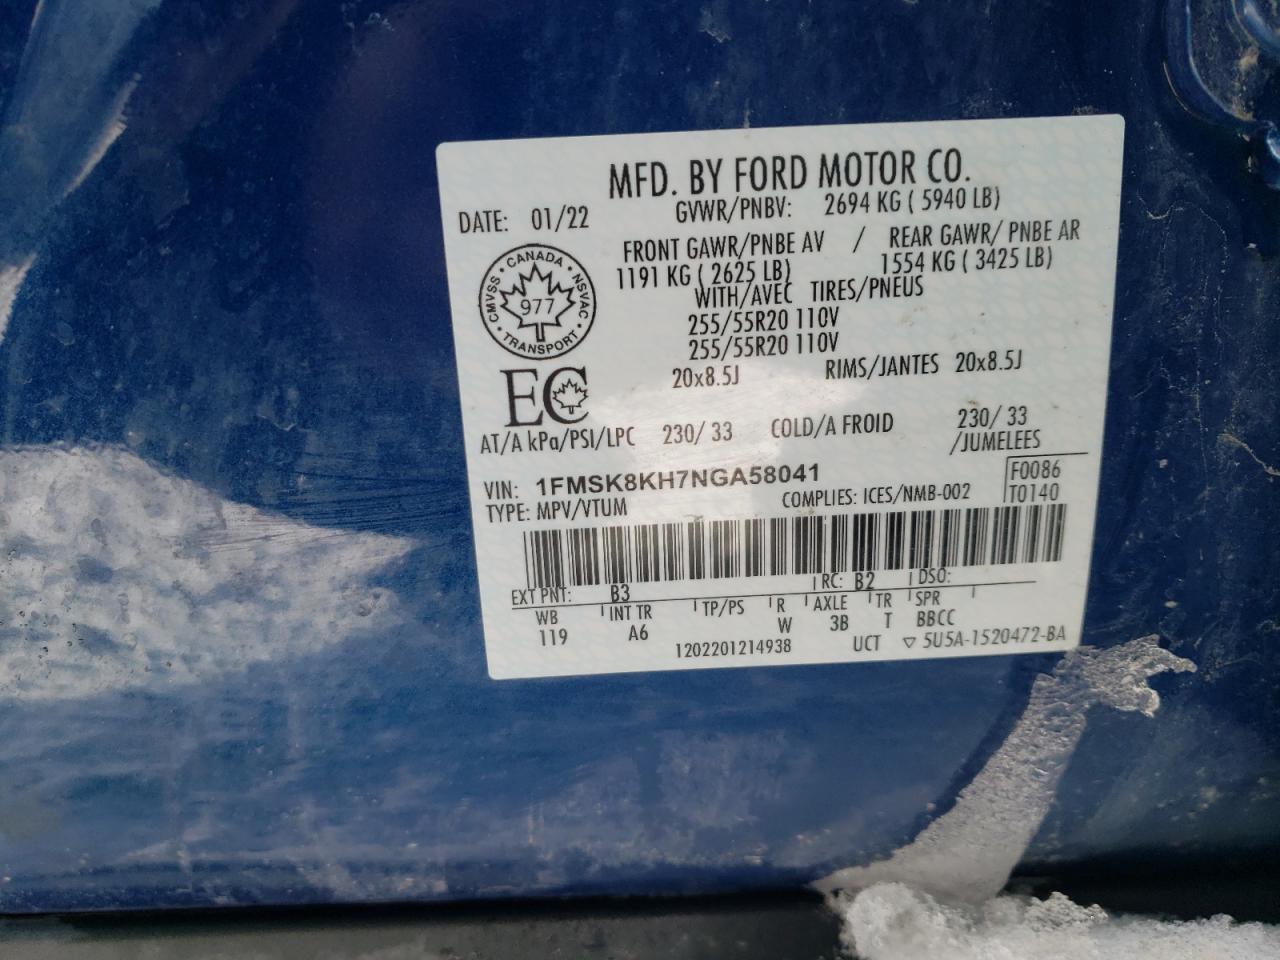 MFD. BY FORD MOTOR CO.
DATE: 01/22 GVWR/PNBV: 2694 KG ( 5940 LB)
FRONT GAWR/PNBE AV / REAR GAWR/ PNBE AR
1191 KG ( 2625 LB) 1554 KG ( 3425 LB)
WITH/AVEC TIRES/PNEUS
255/55R20 110V
255/55R20 110V
CANADA
CMVSS 977 NSVAC
TRANSPORT
EC
20x8.5J RIMS/JANTES 20x8.5J
AT/A kPa/PSI/LPC 230/ 33 COLD/A FROID 230/ 33
/JUMELEES
VIN: 1FMSK8KH7NGA58041 F0086
TYPE: MPV/VTUM COMPLIES: ICES/NMB-002 T0140
EXT PNT: B3 RC: B2 DSO:
WB INT TR TP/PS R AXLE TR SPR
119 A6 W 3B T BBCC
1202201214938 UCT ▽ 5U5A-1520472-BA